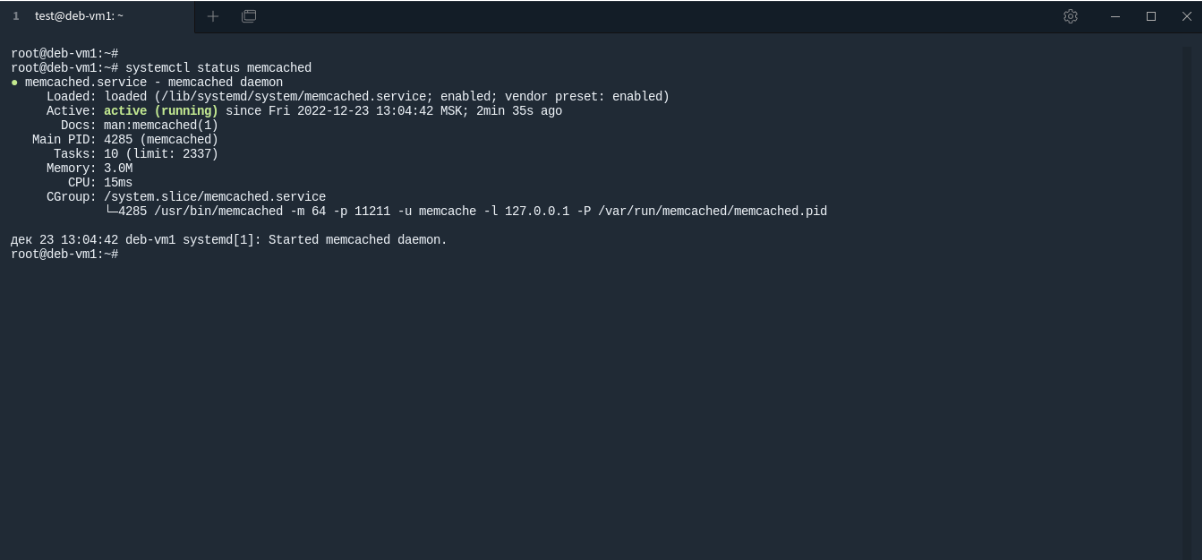 1 test@deb-vm1: ~
root@deb-vm1:~#
root@deb-vm1:~# systemctl status memcached
● memcached.service - memcached daemon
     Loaded: loaded (/lib/systemd/system/memcached.service; enabled; vendor preset: enabled)
     Active: active (running) since Fri 2022-12-23 13:04:42 MSK; 2min 35s ago
       Docs: man:memcached(1)
   Main PID: 4285 (memcached)
      Tasks: 10 (limit: 2337)
     Memory: 3.0M
        CPU: 15ms
     CGroup: /system.slice/memcached.service
             └─4285 /usr/bin/memcached -m 64 -p 11211 -u memcache -l 127.0.0.1 -P /var/run/memcached/memcached.pid
дек 23 13:04:42 deb-vm1 systemd[1]: Started memcached daemon.
root@deb-vm1:~#